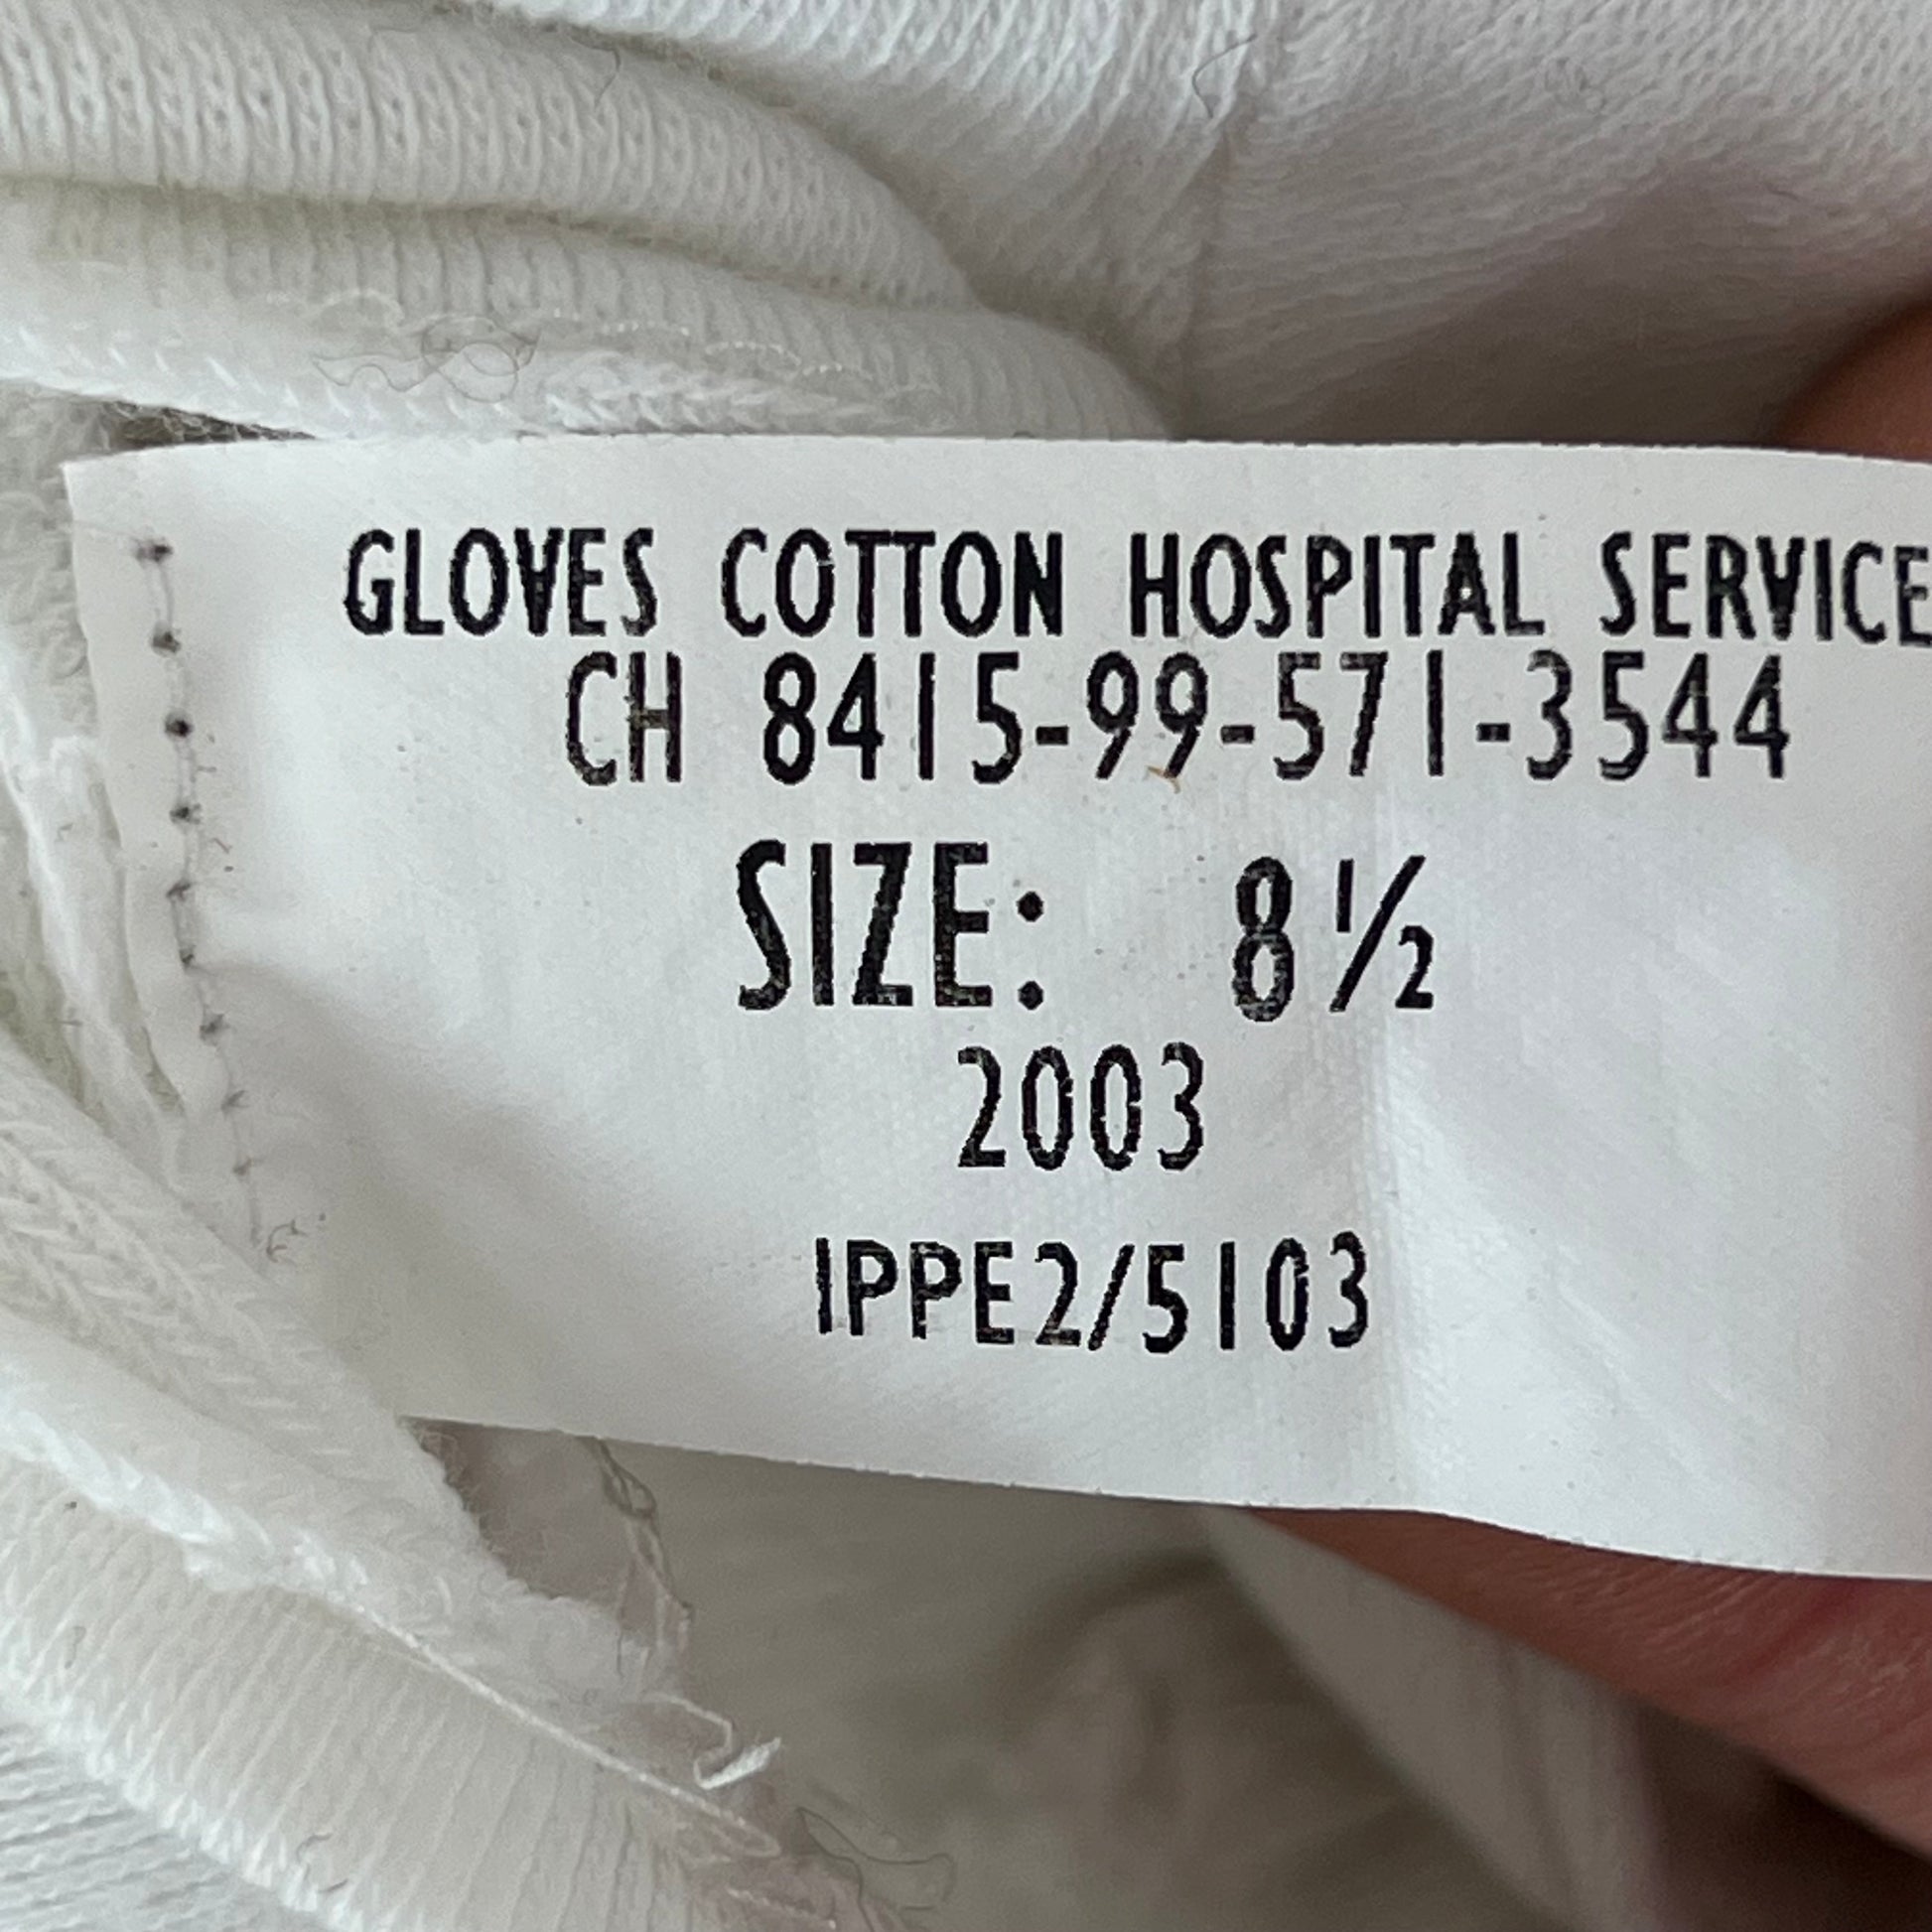 GLOVES COTTON HOSPITAL SERVICE
CH 8415-99-571-3544
SIZE: 8½
2003
IPPE2/5103